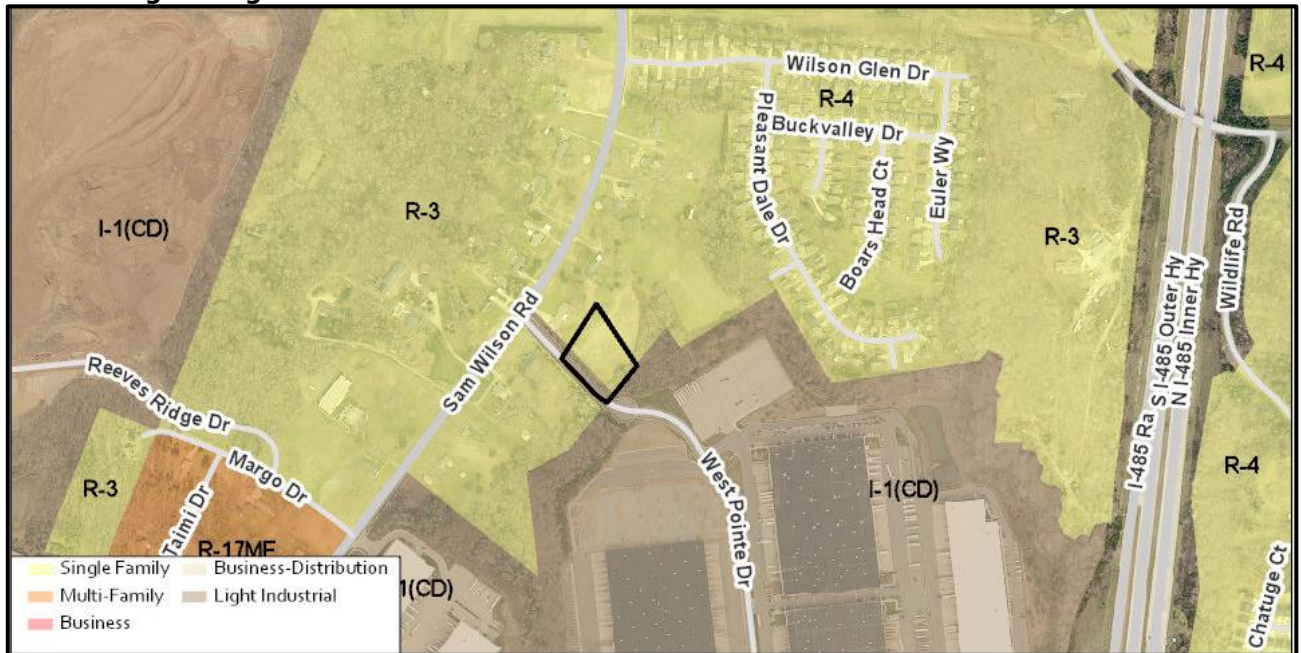 Wilson Glen Dr
R-4
R-4
Pleasant Dale Dr
Buckvalley Dr
Boars Head Ct
Euler Wy
I-1(CD)
R-3
R-3
Wildlife Rd
S I-485 Outer Hy
N I-485 Inner Hy
I-485 Ra
Sam Wilson Rd
Reeves Ridge Dr
Margo Dr
R-3
Taimi Dr
R-17MF
West Pointe Dr
I-1(CD)
R-4
Chatuge Ct
Single Family
Business-Distribution
Multi-Family
Light Industrial
Business
1(CD)